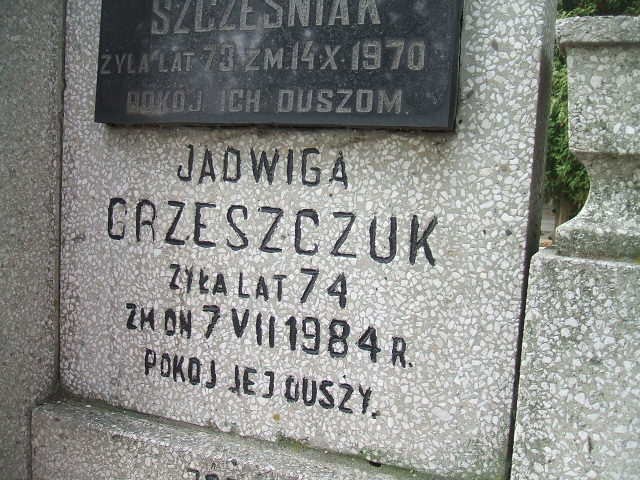 SZCZEŚNIAK
ŻYŁA LAT 73 ZM 14·X·1970
POKÓJ ICH DUSZOM.
JADWIGA
GRZESZCZUK
ŻYŁA LAT 74
ZM DN 7 VII 1984 R.
POKÓJ JEJ DUSZY.